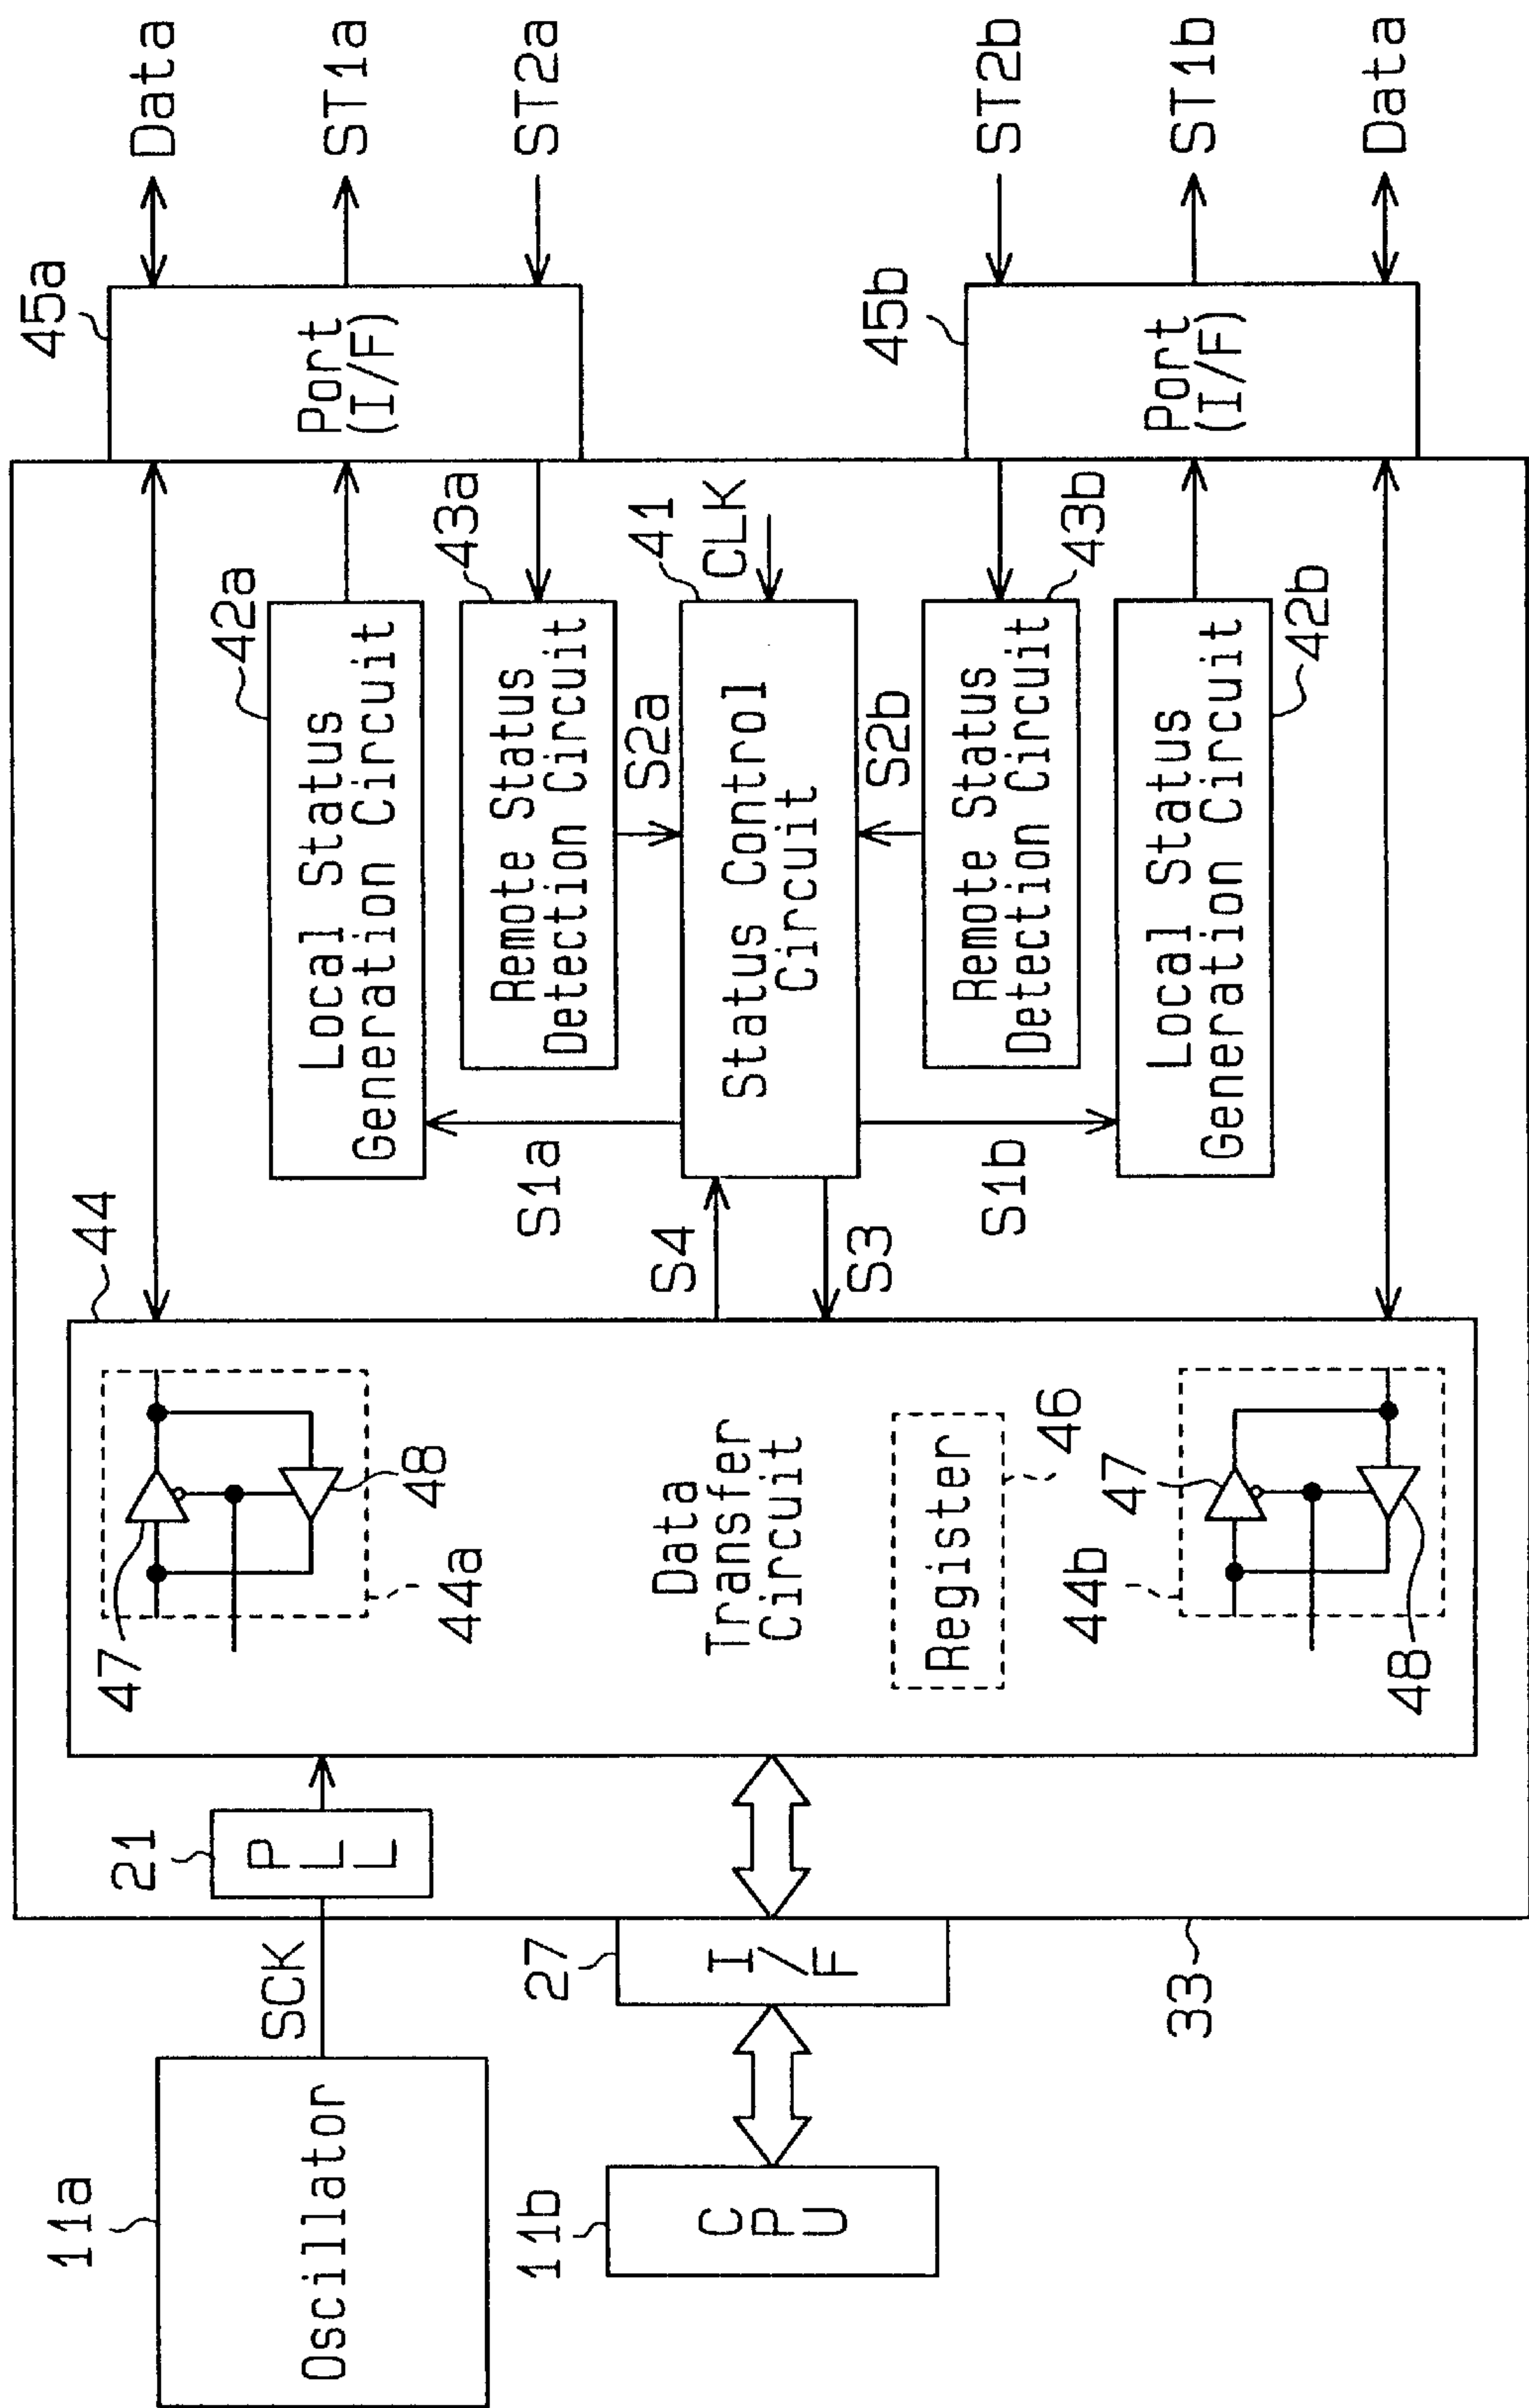 11a
Oscillator
SCK
21
PLL
11b
CPU
27
I/F
33
44
47
48
44a
Data
Transfer
Circuit
Register
46
44b
47
48
S4
S3
S1a
S1b
42a
Local Status
Generation Circuit
43a
Remote Status
Detection Circuit
S2a
41
CLK
Status Control
Circuit
S2b
Remote Status
Detection Circuit
43b
Local Status
Generation Circuit
42b
45a
Port
(I/F)
45b
Port
(I/F)
Data
ST1a
ST2a
ST2b
ST1b
Data